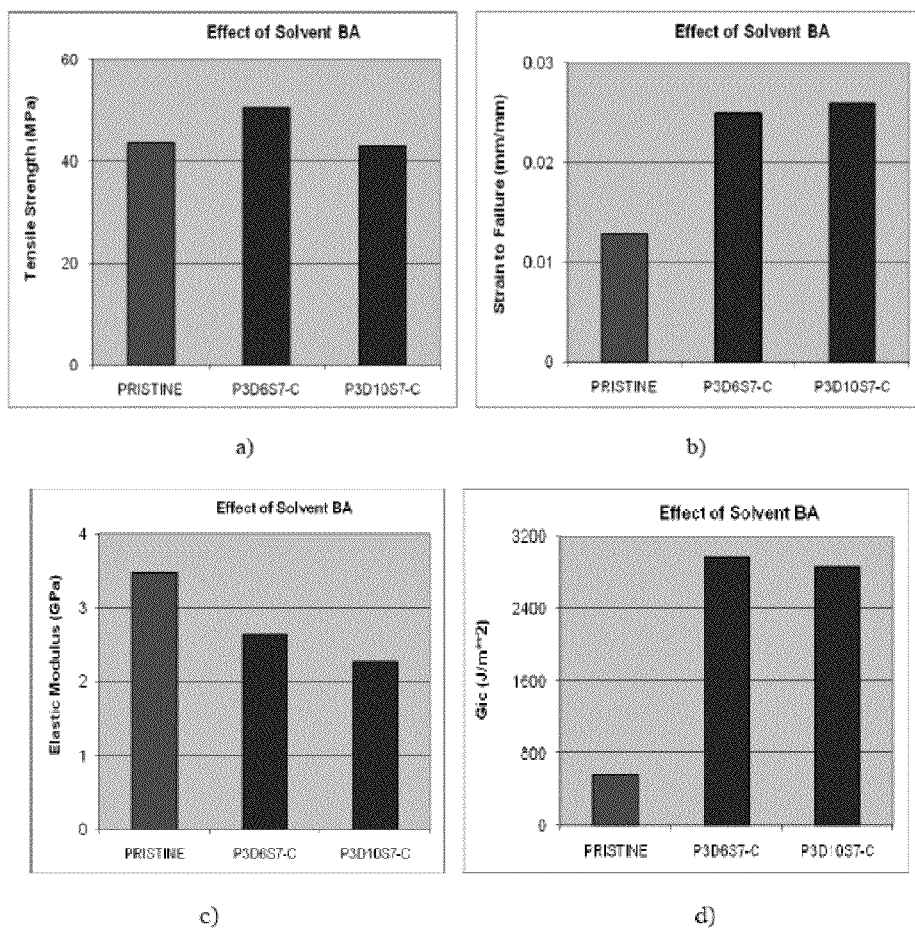 Effect of Solvent BA
Tensile Strength (MPa)
60
40
20
0
PRISTINE P3D6S7-C P3D10S7-C
a)
Effect of Solvent BA
Strain to Failure (mm/mm)
0.03
0.02
0.01
0
PRISTINE P3D6S7-C P3D10S7-C
b)
Effect of Solvent BA
Elastic Modulus (GPa)
4
3
2
1
0
PRISTINE P3D6S7-C P3D10S7-C
c)
Effect of Solvent BA
Gic (J/m**2)
3200
2400
1600
800
0
PRISTINE P3D6S7-C P3D10S7-C
d)